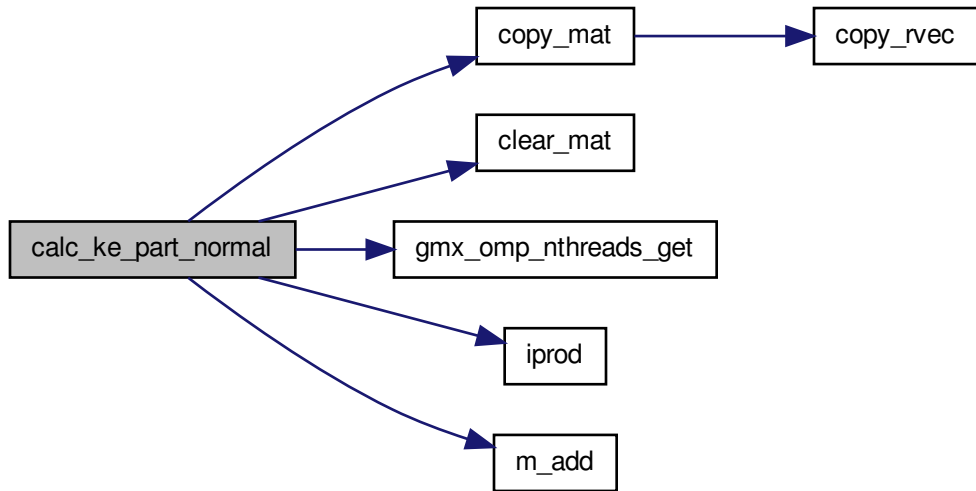 copy_mat
copy_rvec
clear_mat
calc_ke_part_normal
gmx_omp_nthreads_get
iprod
m_add